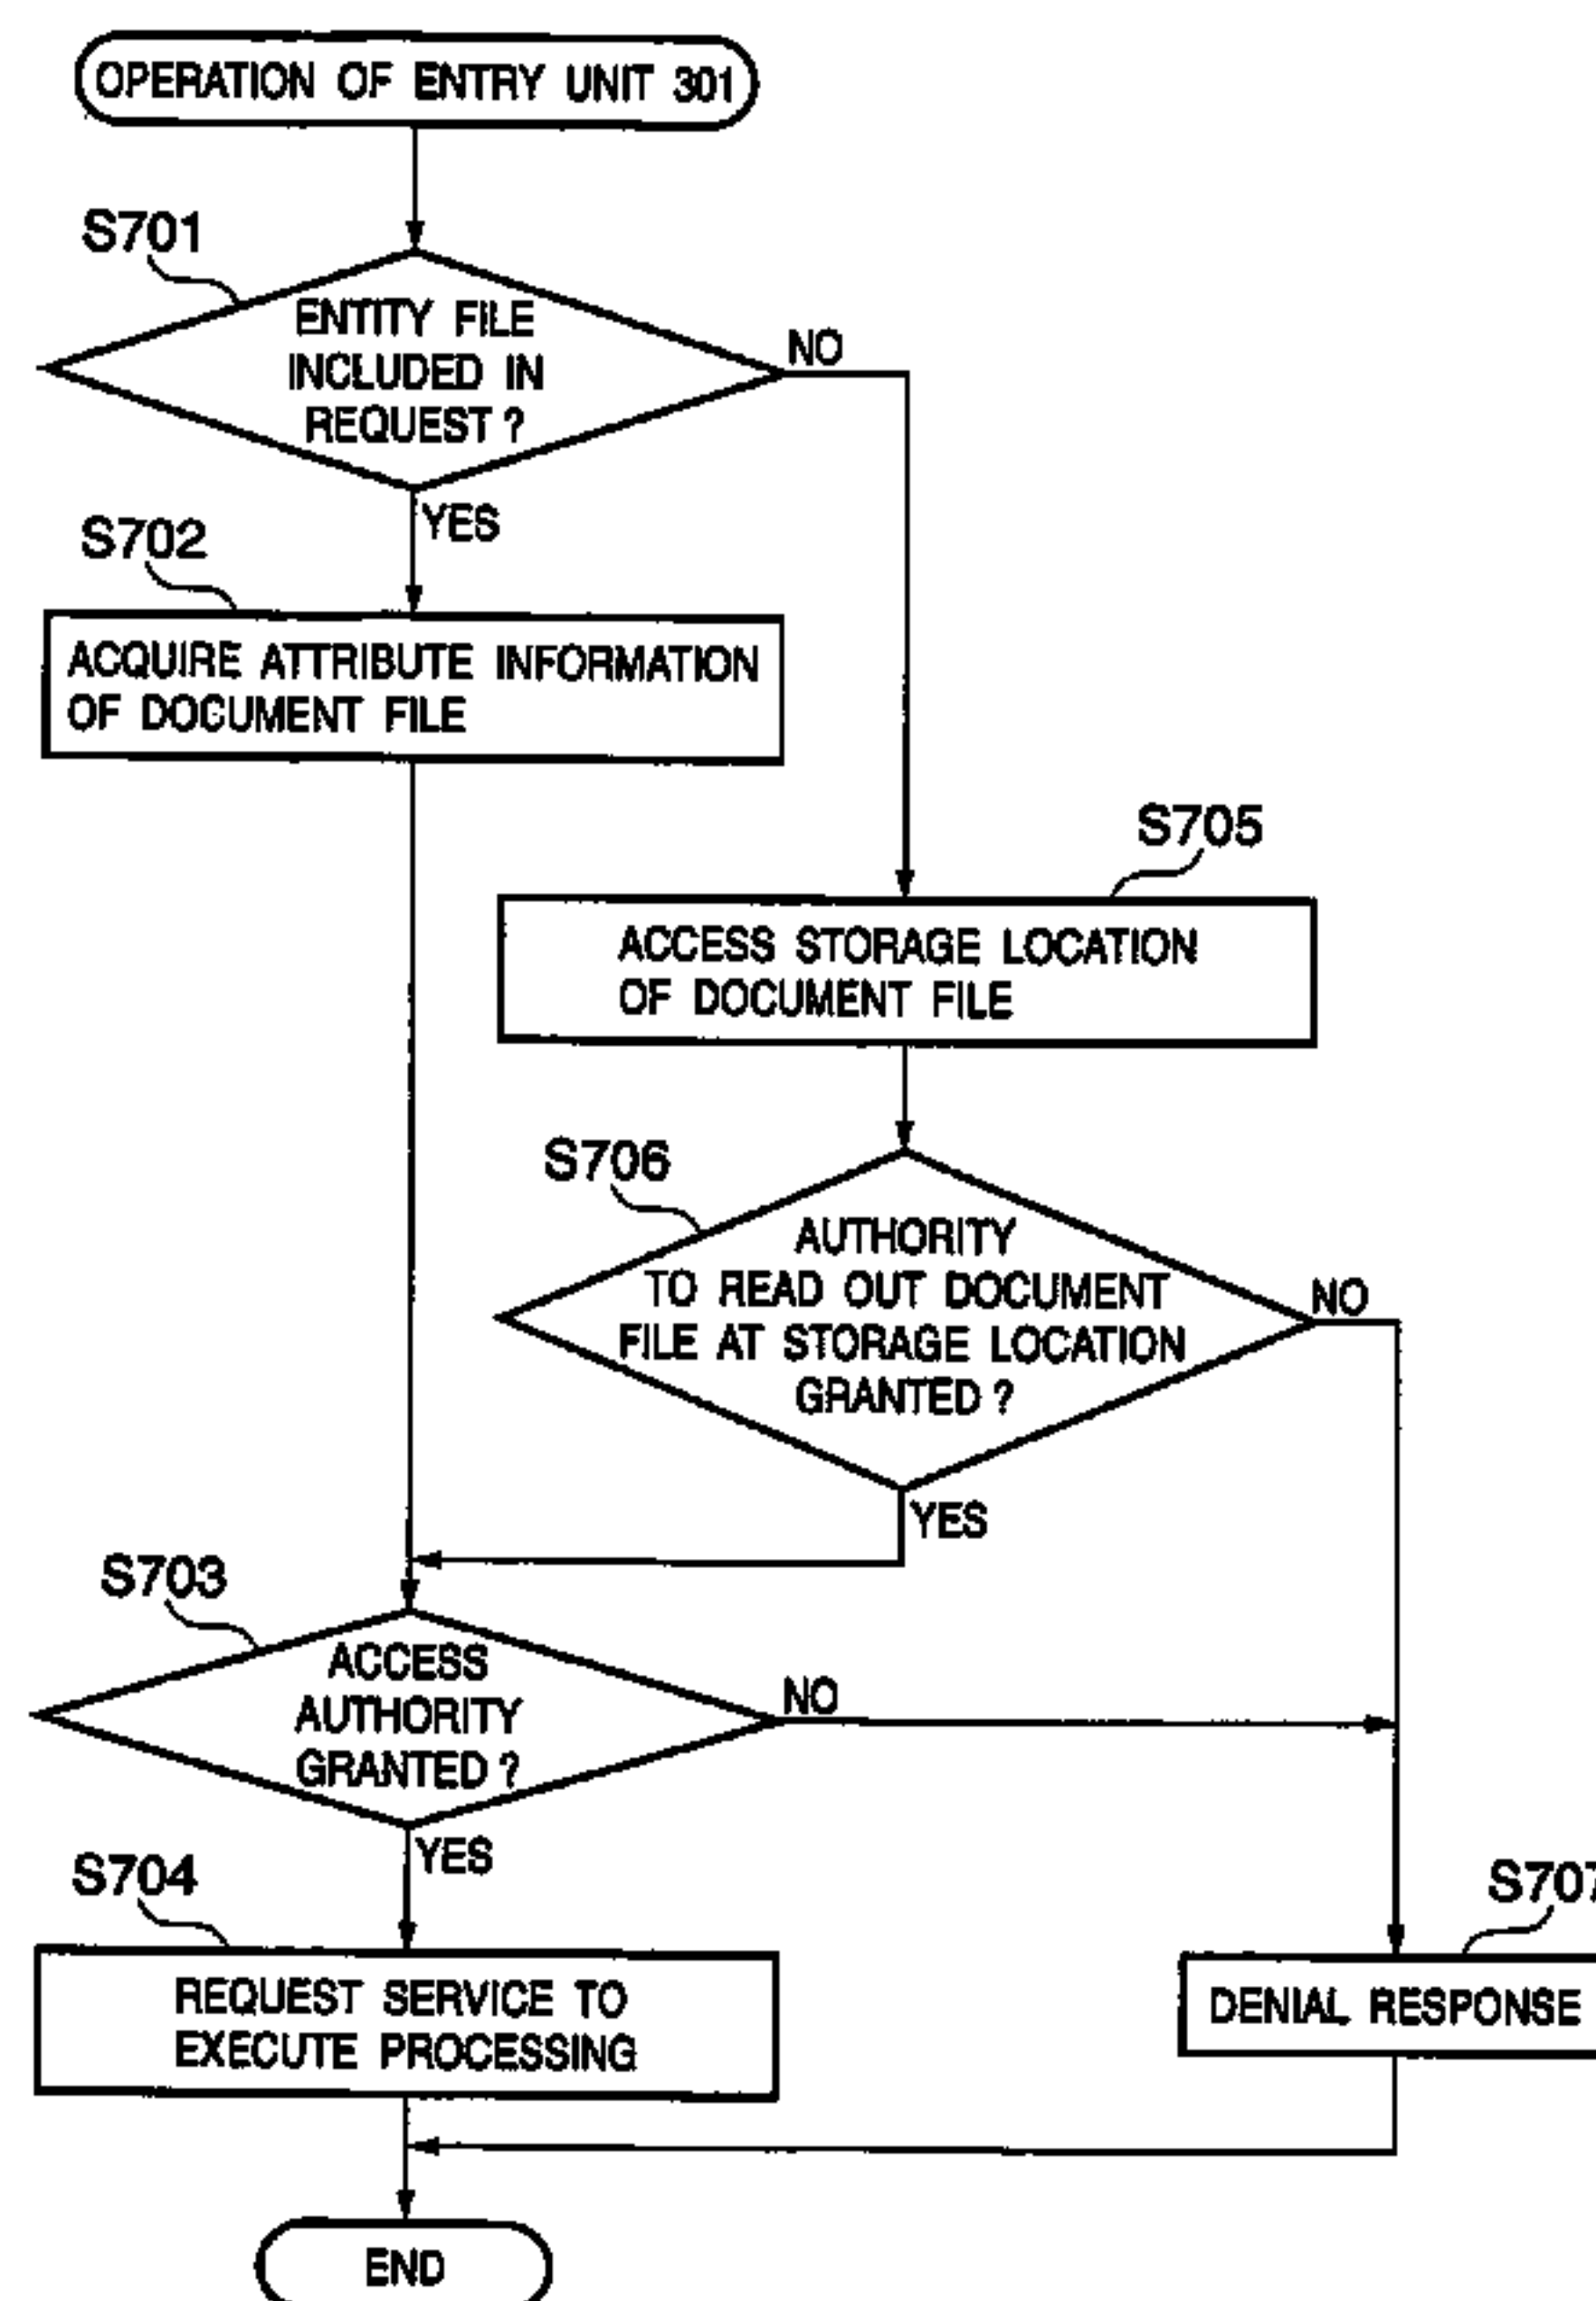 OPERATION OF ENTRY UNIT 301
S701
ENTITY FILE
INCLUDED IN
REQUEST ?
NO
YES
S702
ACQUIRE ATTRIBUTE INFORMATION
OF DOCUMENT FILE
S705
ACCESS STORAGE LOCATION
OF DOCUMENT FILE
S706
AUTHORITY
TO READ OUT DOCUMENT
FILE AT STORAGE LOCATION
GRANTED ?
NO
YES
S703
ACCESS
AUTHORITY
GRANTED ?
NO
YES
S704
REQUEST SERVICE TO
EXECUTE PROCESSING
S707
DENIAL RESPONSE
END